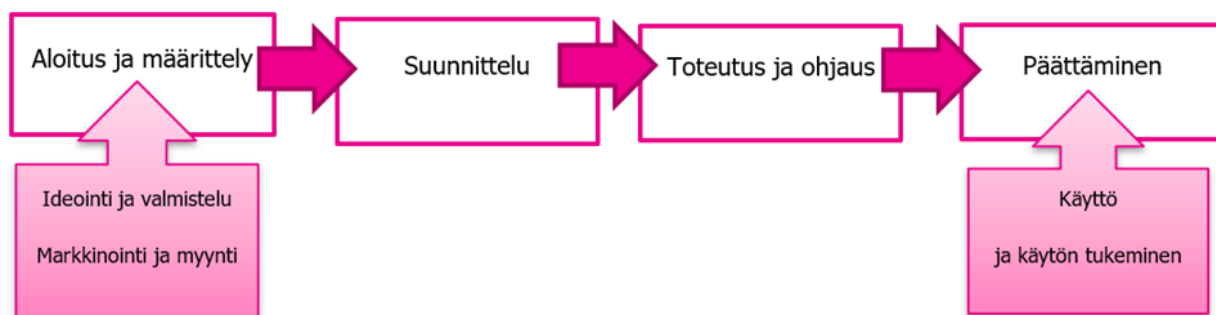 Aloitus ja määrittely
Suunnittelu
Toteutus ja ohjaus
Päättäminen
Ideointi ja valmistelu
Markkinointi ja myynti
Käyttö
ja käytön tukeminen